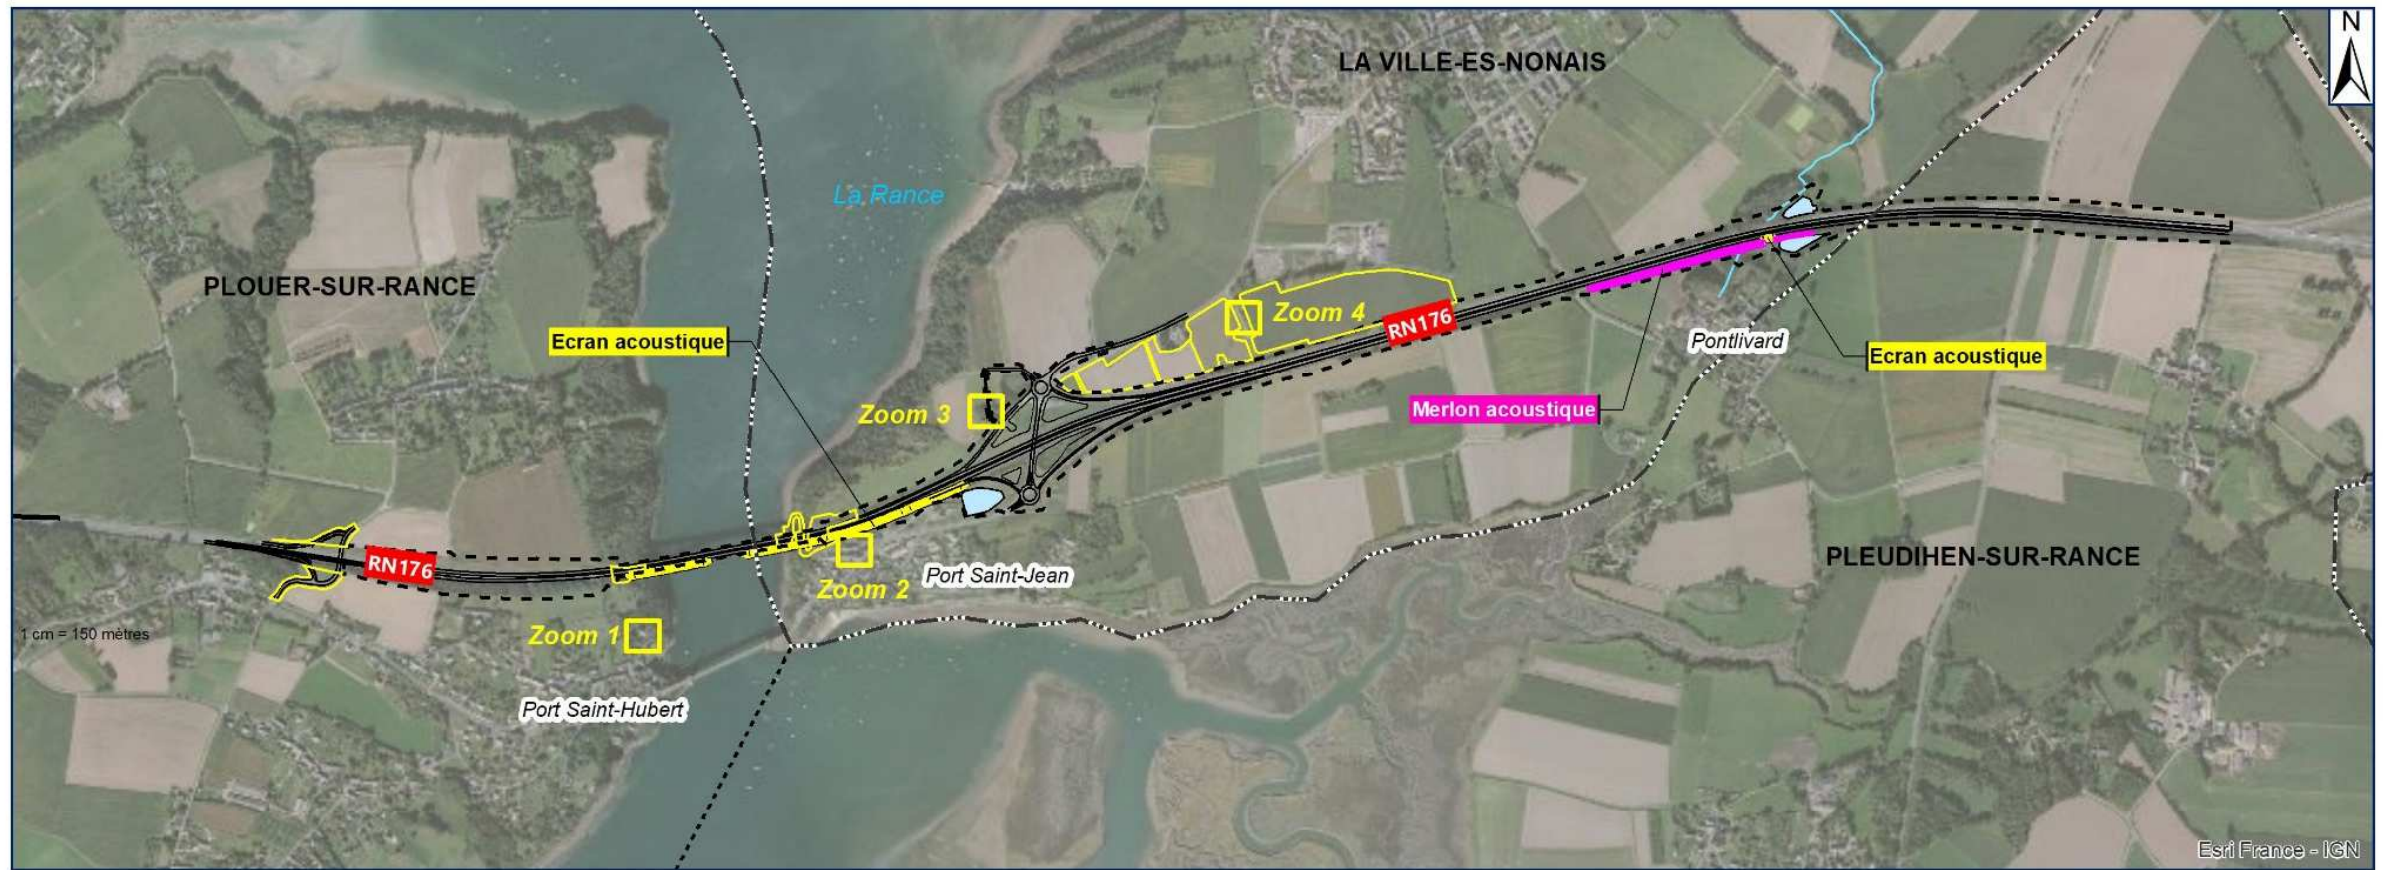 N
LA VILLE-ES-NONAIS
La Rance
PLOUER-SUR-RANCE
Zoom 4
RN176
Ecran acoustique
Pontlivard
Ecran acoustique
Zoom 3
Merlon acoustique
RN176
PLEUDIHEN-SUR-RANCE
Port Saint-Jean
Zoom 2
1 cm = 150 mètres
Zoom 1
Port Saint-Hubert
Esri France - IGN